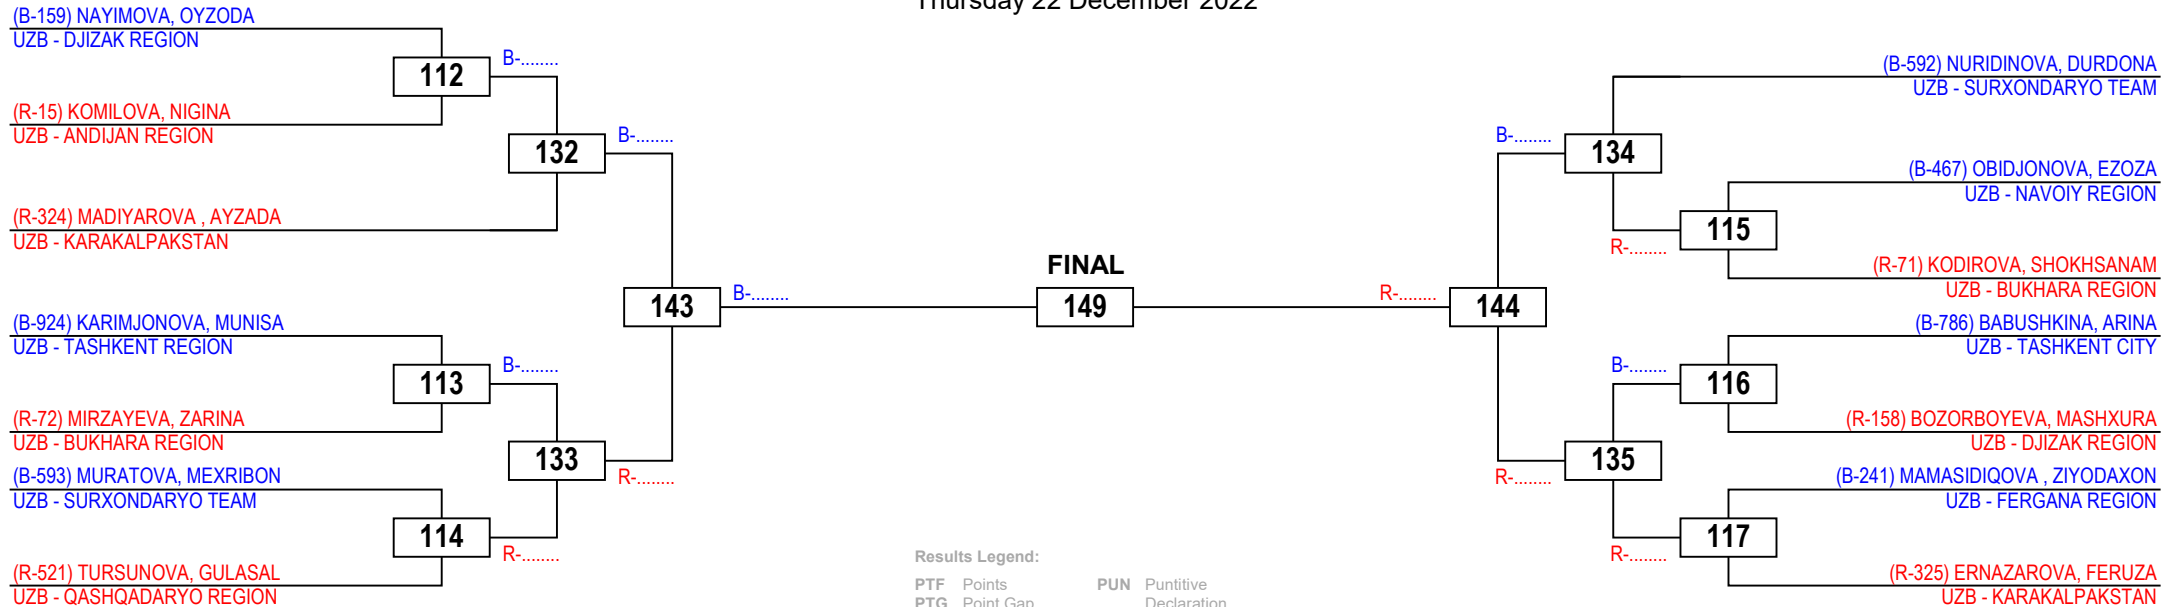 Thursday 22 December 2022
(B-159) NAYIMOVA, OYZODA
UZB - DJIZAK REGION
112
B-........
(R-15) KOMILOVA, NIGINA
UZB - ANDIJAN REGION
132
B-........
(R-324) MADIYAROVA , AYZADA
UZB - KARAKALPAKSTAN
143
B-........
(B-924) KARIMJONOVA, MUNISA
UZB - TASHKENT REGION
113
B-........
(R-72) MIRZAYEVA, ZARINA
UZB - BUKHARA REGION
133
R-........
(B-593) MURATOVA, MEXRIBON
UZB - SURXONDARYO TEAM
114
R-........
(R-521) TURSUNOVA, GULASAL
UZB - QASHQADARYO REGION
FINAL
149
(B-592) NURIDINOVA, DURDONA
UZB - SURXONDARYO TEAM
B-........
134
(B-467) OBIDJONOVA, EZOZA
UZB - NAVOIY REGION
R-........
115
(R-71) KODIROVA, SHOKHSANAM
UZB - BUKHARA REGION
R-........
144
(B-786) BABUSHKINA, ARINA
UZB - TASHKENT CITY
B-........
116
(R-158) BOZORBOYEVA, MASHXURA
UZB - DJIZAK REGION
R-........
135
(B-241) MAMASIDIQOVA , ZIYODAXON
UZB - FERGANA REGION
R-........
117
(R-325) ERNAZAROVA, FERUZA
UZB - KARAKALPAKSTAN
Results Legend:
PTF Points PUN Puntitive
PTG Point Gap Declaration